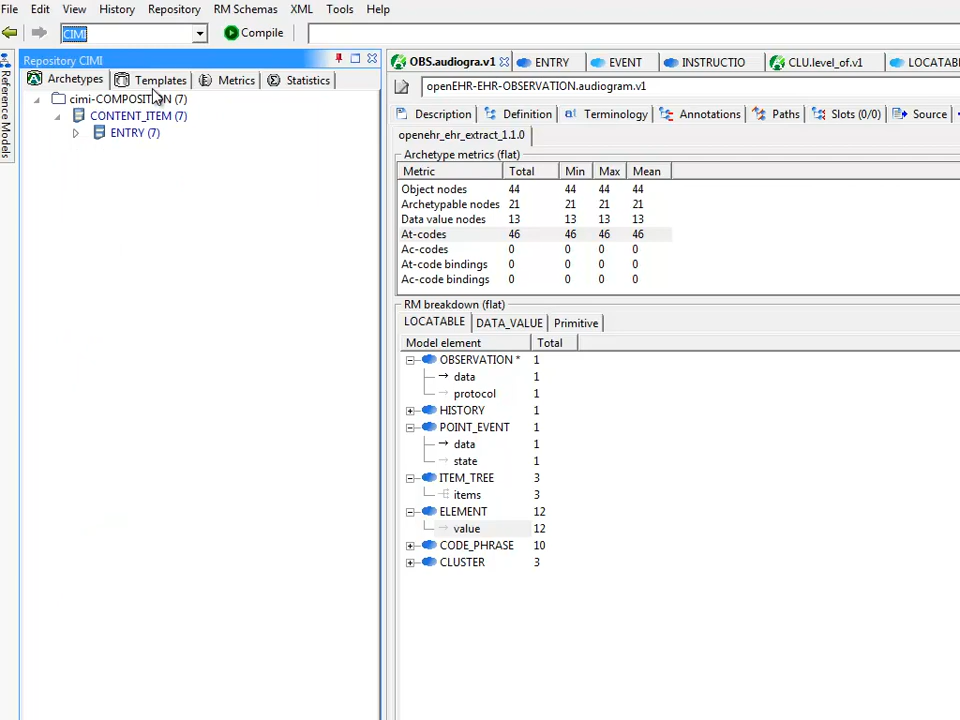 File Edit View History Repository RM Schemas XML Tools Help
CIMI Compile
Repository CIMI
Archetypes Templates Metrics Statistics
cimi-COMPOSITION (7)
CONTENT_ITEM (7)
ENTRY (7)
Reference Models
OBS.audiogra.v1 ENTRY EVENT INSTRUCTIO CLU.level_of.v1 LOCATAB
openEHR-EHR-OBSERVATION.audiogram.v1
Description Definition Terminology Annotations Paths Slots (0/0) Source
openehr_ehr_extract_1.1.0
Archetype metrics (flat)
Metric Total Min Max Mean
Object nodes 44 44 44 44
Archetypable nodes 21 21 21 21
Data value nodes 13 13 13 13
At-codes 46 46 46 46
Ac-codes 0 0 0 0
At-code bindings 0 0 0 0
Ac-code bindings 0 0 0 0
RM breakdown (flat)
LOCATABLE DATA_VALUE Primitive
Model element Total
OBSERVATION * 1
data 1
protocol 1
HISTORY 1
POINT_EVENT 1
data 1
state 1
ITEM_TREE 3
items 3
ELEMENT 12
value 12
CODE_PHRASE 10
CLUSTER 3